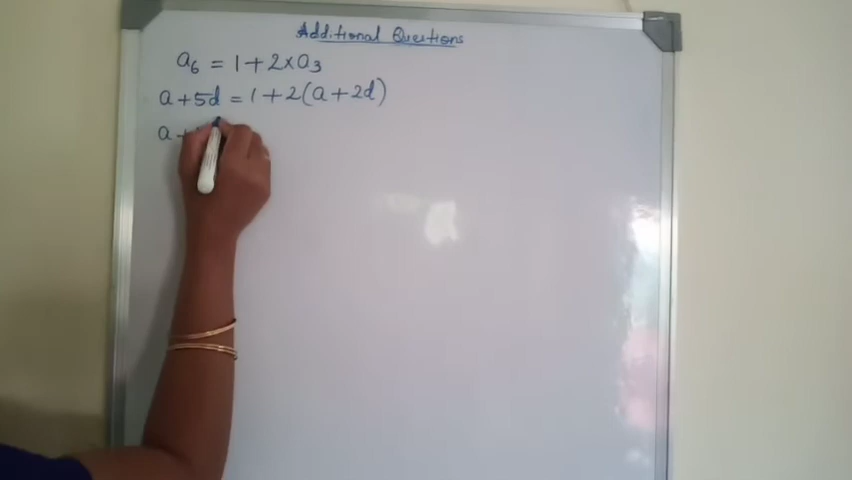 Additional Questions
a₆ = 1 + 2 × a₃
a + 5d = 1 + 2(a + 2d)
a +